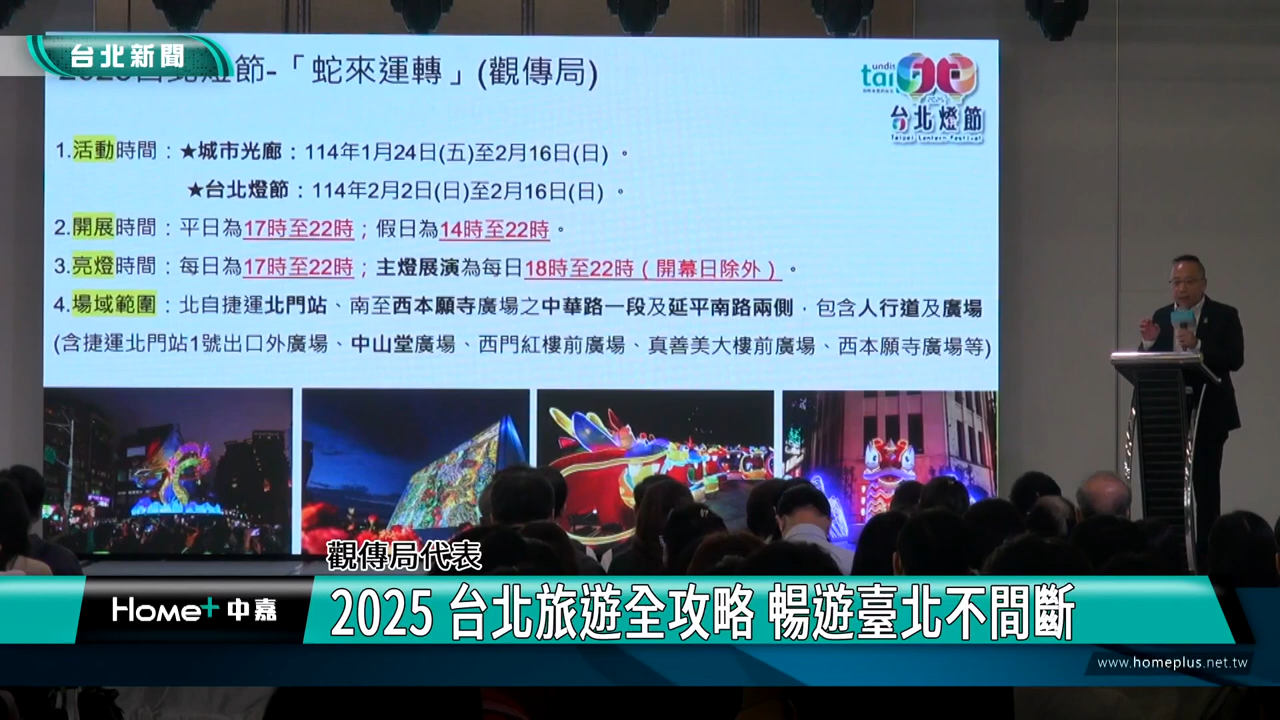 台北新聞
節-「蛇來運轉」(觀傳局)
undis
tai
2025
台北燈節
Taipei Lantern Festival
1.活動時間：★城市光廊：114年1月24日(五)至2月16日(日) 。
★台北燈節：114年2月2日(日)至2月16日(日) 。
2.開展時間：平日為17時至22時；假日為14時至22時。
3.亮燈時間：每日為17時至22時；主燈展演為每日18時至22時（開幕日除外）。
4.場域範圍：北自捷運北門站、南至西本願寺廣場之中華路一段及延平南路兩側，包含人行道及廣場
(含捷運北門站1號出口外廣場、中山堂廣場、西門紅樓前廣場、真善美大樓前廣場、西本願寺廣場等)
觀傳局代表
Home+中嘉
2025 台北旅遊全攻略 暢遊臺北不間斷
www.homeplus.net.tw